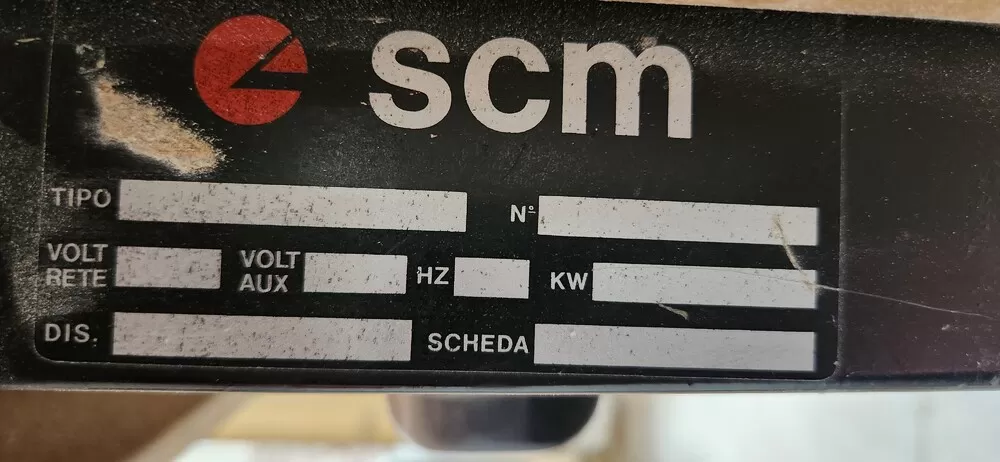 scm
TIPO N°
VOLT RETE VOLT AUX HZ KW
DIS. SCHEDA